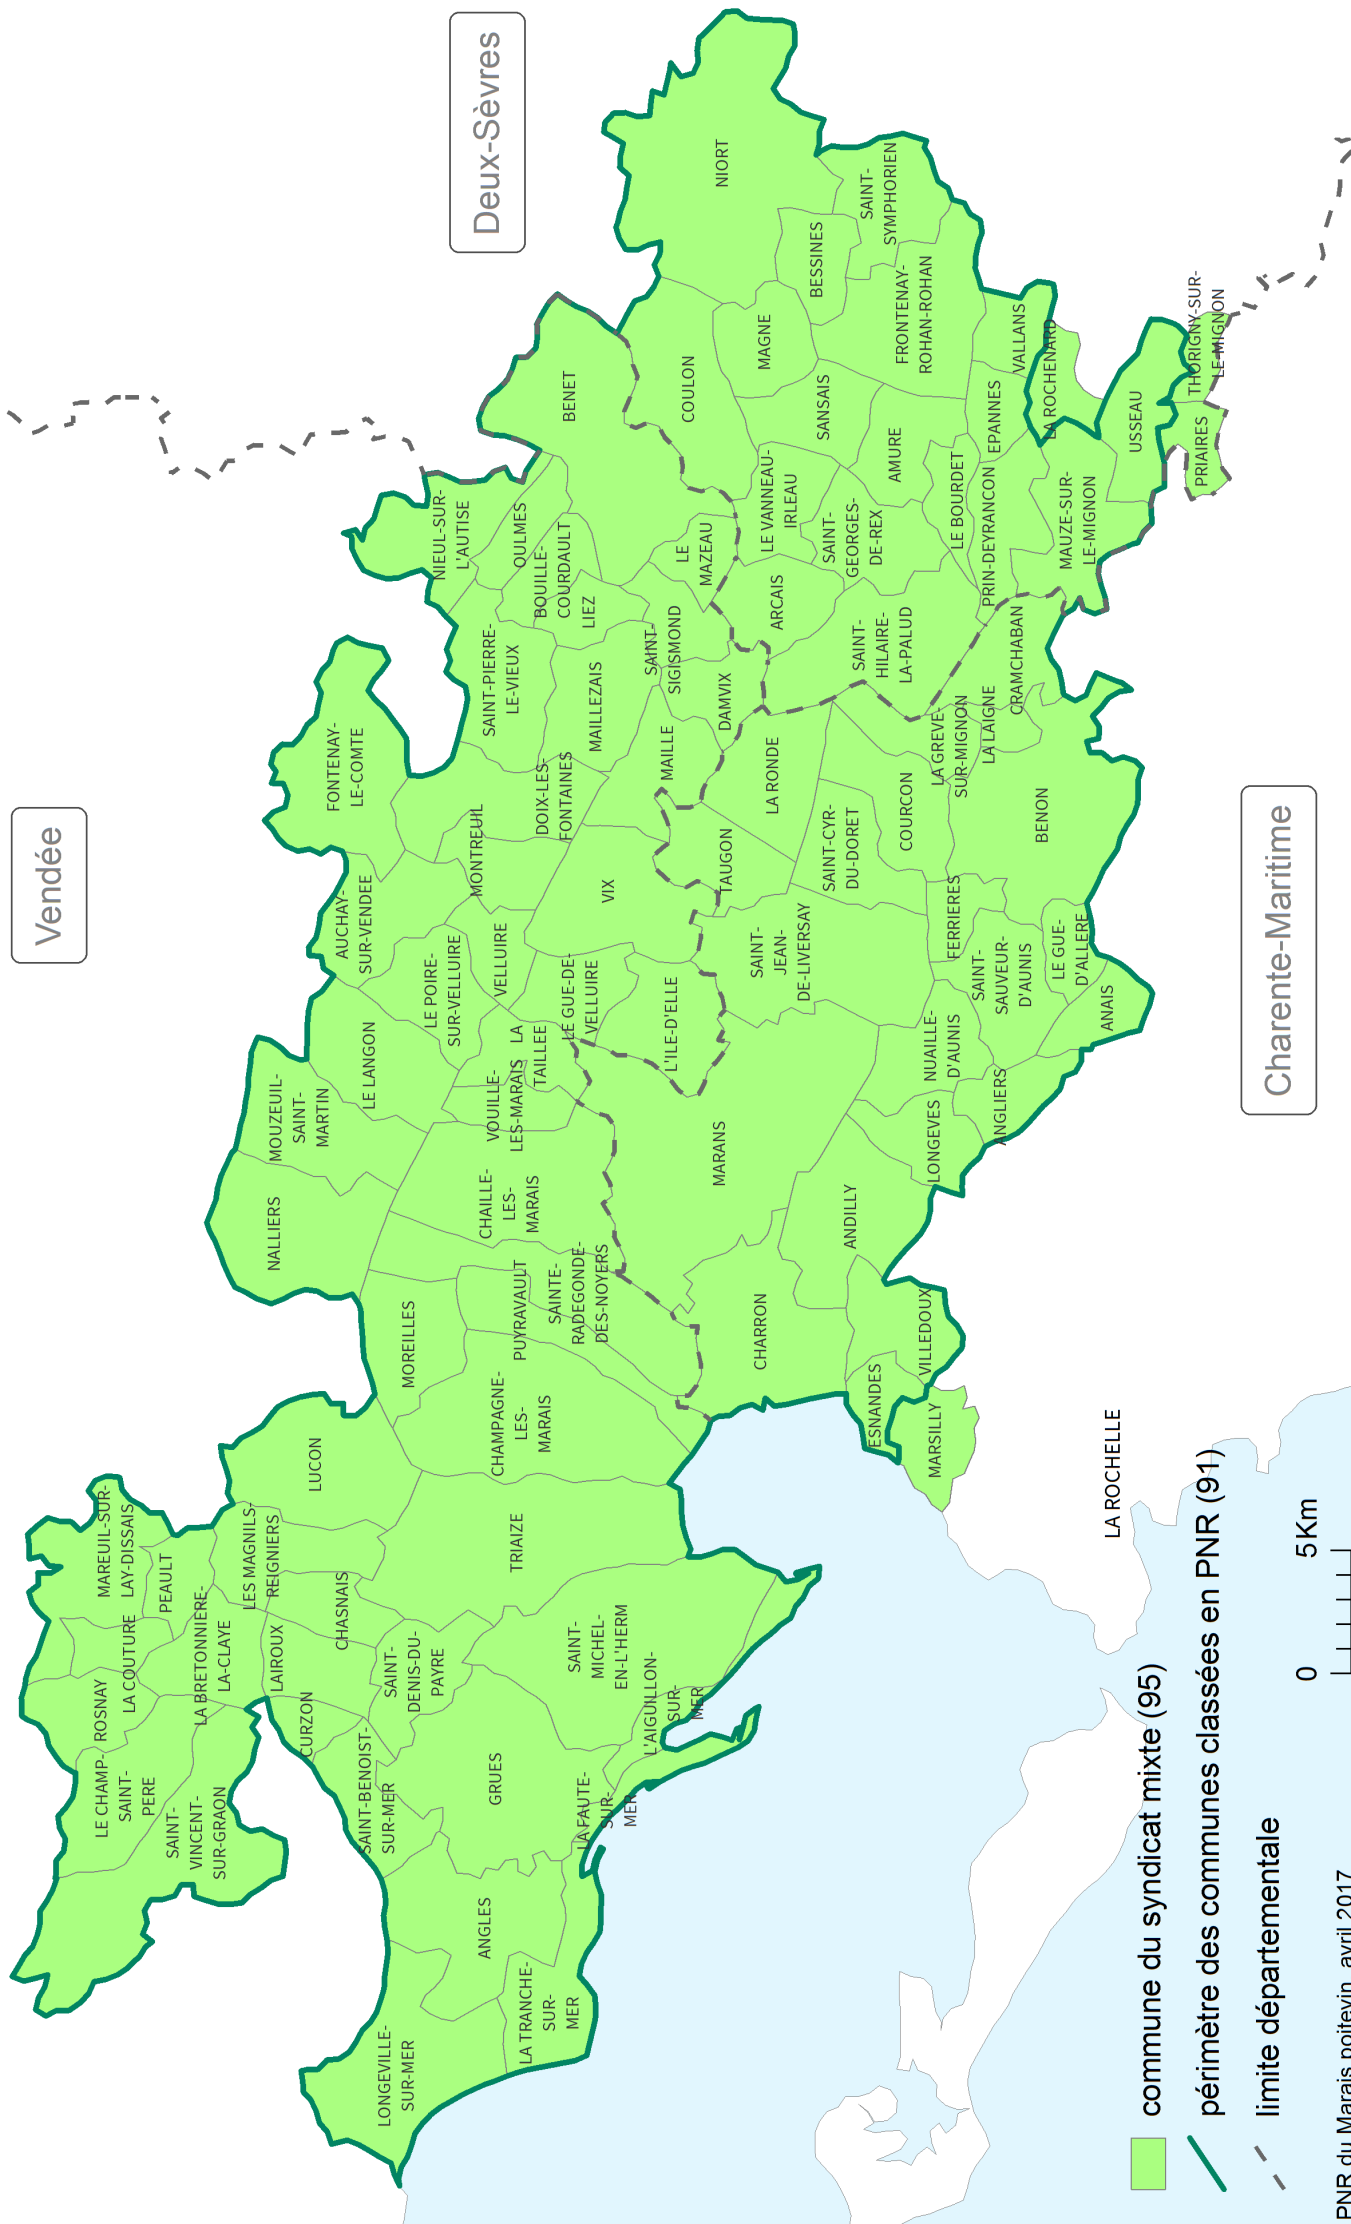 Vendée
Deux-Sèvres
Charente-Maritime
LE CHAMP-
SAINT-
PERE
ROSNAY
LA COUTURE
MAREUIL-SUR-
LAY-DISSAIS
PEAULT
SAINT-
VINCENT-
SUR-GRAON
LA BRETONNIERE-
LA-CLAYE
LES MAGNILS-
REIGNIERS
LAIROUX
CURZON
CHASNAIS
LUCON
SAINT-BENOIST-
SUR-MER
SAINT-
DENIS-DU-
PAYRE
LONGEVILLE-
SUR-MER
ANGLES
LA TRANCHE-
SUR-
MER
GRUES
TRIAIZE
SAINT-
MICHEL-
EN-L'HERM
L'AIGUILLON-
SUR-
MER
LA FAUTE-
SUR-
MER
NALLIERS
MOUZEUIL-
SAINT-
MARTIN
LE LANGON
AUCHAY-
SUR-VENDEE
FONTENAY-
LE-COMTE
MOREILLES
CHAMPAGNE-
LES-
MARAIS
PUYRAVAULT
SAINTE-
RADEGONDE-
DES-NOYERS
CHAILLE-
LES-
MARAIS
VOUILLE-
LES-MARAIS
LA
TAILLEE
LE POIRE-
SUR-VELLUIRE
VELLUIRE
LE GUE-DE-
VELLUIRE
MONTREUIL
DOIX-LES-
FONTAINES
VIX
L'ILE-D'ELLE
SAINT-PIERRE-
LE-VIEUX
NIEUL-SUR-
L'AUTISE
OULMES
BOUILLE-
COURDAULT
LIEZ
MAILLEZAIS
SAINT-
SIGISMOND
LE
MAZEAU
MAILLE
DAMVIX
BENET
COULON
NIORT
MAGNE
BESSINES
SAINT-
SYMPHORIEN
FRONTENAY-
ROHAN-ROHAN
SANSAIS
LE VANNEAU-
IRLEAU
AMURE
SAINT-
GEORGES-
DE-REX
ARCAIS
SAINT-
HILAIRE-
LA-PALUD
LE BOURDET
PRIN-DEYRANCON
EPANNES
VALLANS
LA ROCHENARD
MAUZE-SUR-
LE-MIGNON
USSEAU
PRIAIRES
THORIGNY-SUR-
LE-MIGNON
MARANS
CHARRON
ANDILLY
ESNANDES
VILLEDOUX
MARSILLY
LONGEVES
ANGLIERS
NUAILLE-
D'AUNIS
SAINT-
JEAN-
DE-LIVERSAY
TAUGON
LA RONDE
SAINT-CYR-
DU-DORET
COURCON
FERRIERES
SAINT-
SAUVEUR-
D'AUNIS
LE GUE-
D'ALLERE
ANAIS
BENON
LA GREVE-
SUR-MIGNON
LA LAIGNE
CRAMCHABAN
LA ROCHELLE
commune du syndicat mixte (95)
périmètre des communes classées en PNR (91)
limite départementale
0 5Km
PNR du Marais poitevin, avril 2017